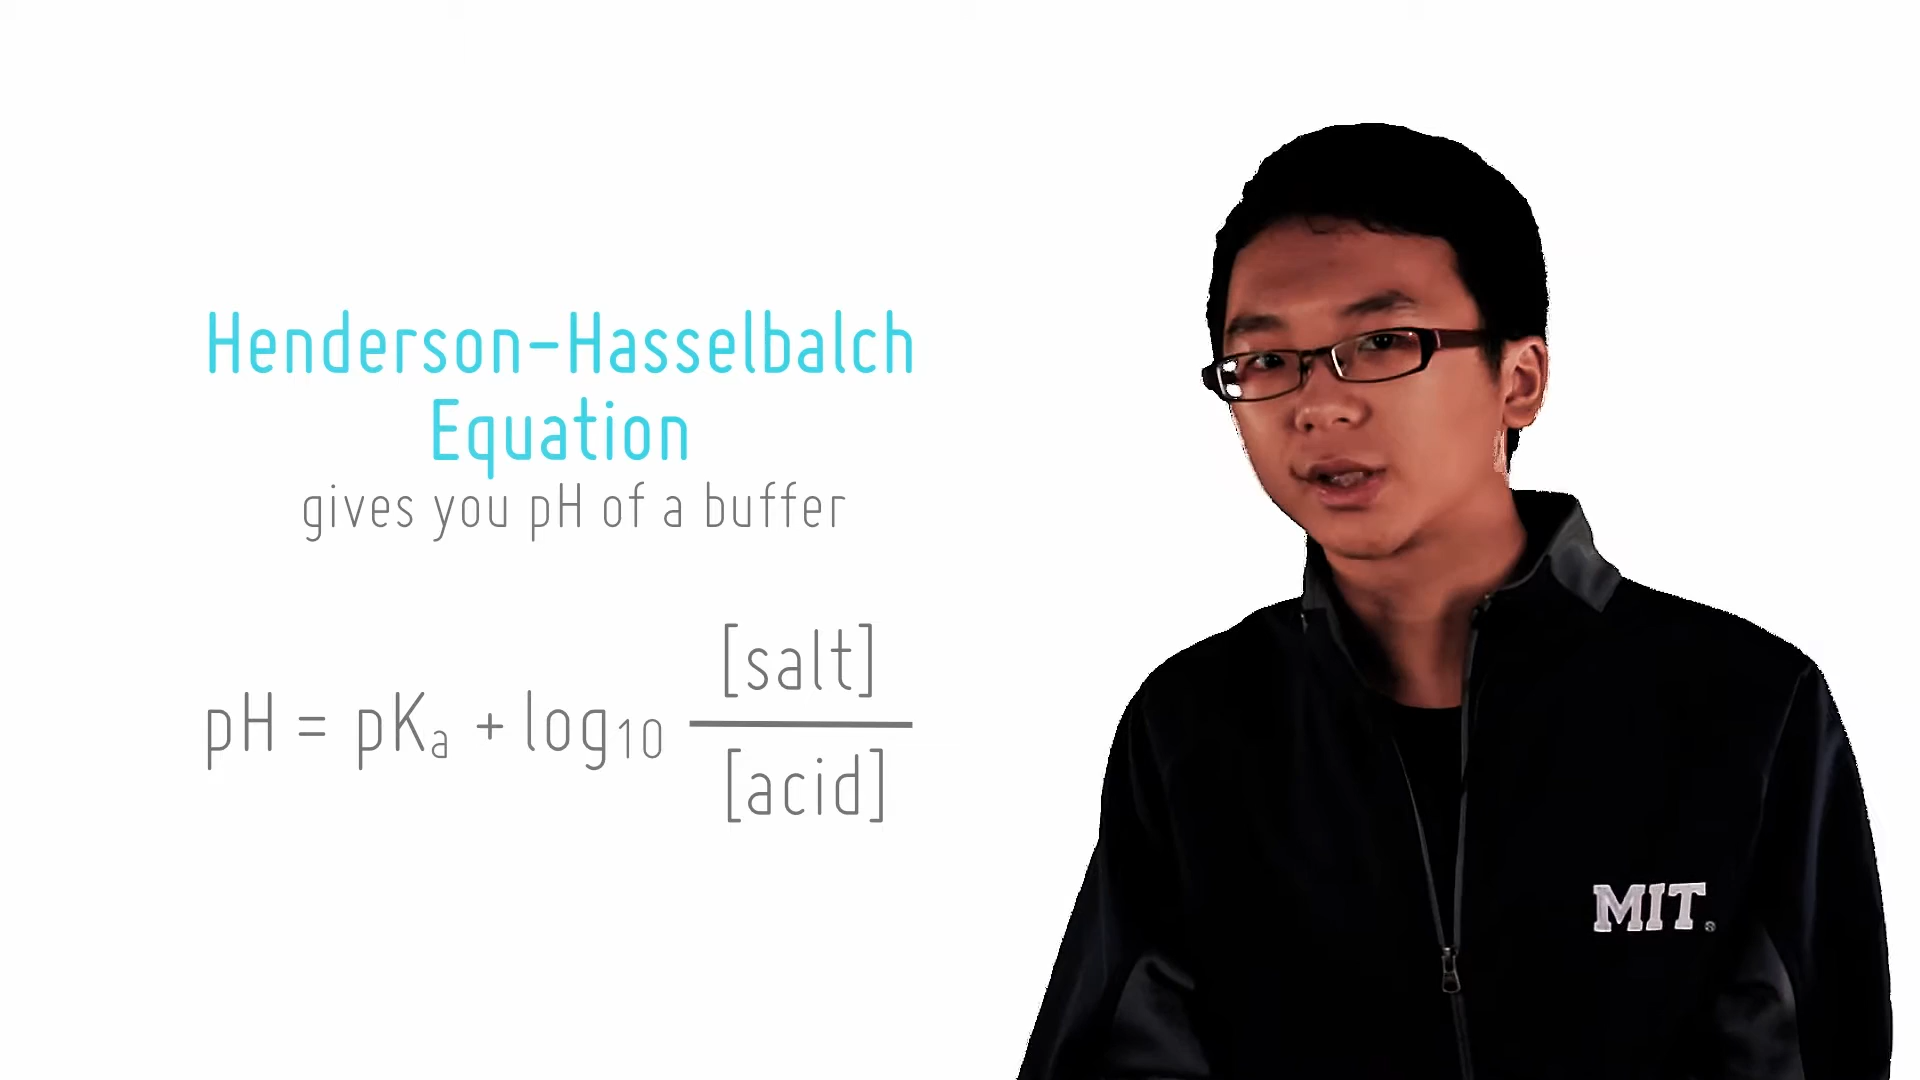 Henderson-Hasselbalch
Equation
gives you pH of a buffer
[salt]
pH = pKₐ + log₁₀
[acid]
MIT®